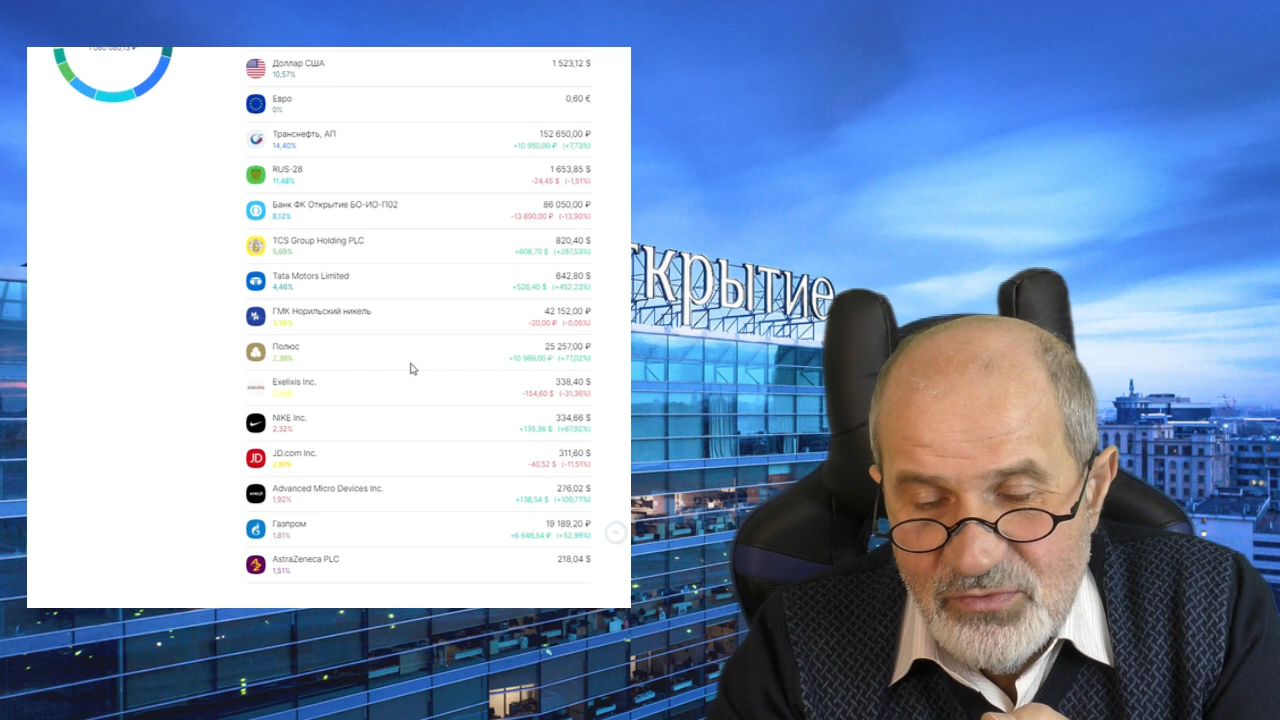 1 060 080,13 ₽
Доллар США 1 523,12 $
10,57%
Евро 0,60 €
0%
Транснефть, АП 152 650,00 ₽
14,40% +10 950,00 ₽ (+7,73%)
RUS-28 1 653,85 $
11,48% -24,45 $ (-1,51%)
Банк ФК Открытие БО-ИО-П02 86 050,00 ₽
8,12% -13 890,00 ₽ (-13,90%)
TCS Group Holding PLC 820,40 $
5,69% +608,70 $ (+287,53%)
Tata Motors Limited 642,80 $
4,46% +526,40 $ (+452,23%)
ГМК Норильский никель 42 152,00 ₽
-20,00 ₽ (-0,05%)
Полюс 25 257,00 ₽
2,38% +10 989,00 ₽ (+77,02%)
Exelixis Inc. 338,40 $
-154,60 $ (-31,36%)
NIKE Inc. 334,66 $
2,32% +135,36 $ (+67,92%)
JD
JD.com Inc. 311,60 $
-40,52 $ (-11,51%)
AMD
Advanced Micro Devices Inc. 276,02 $
1,92% +138,54 $ (+100,77%)
Газпром 19 189,20 ₽
1,81% +6 646,54 ₽ (+52,99%)
AstraZeneca PLC 218,04 $
1,51%
крытие